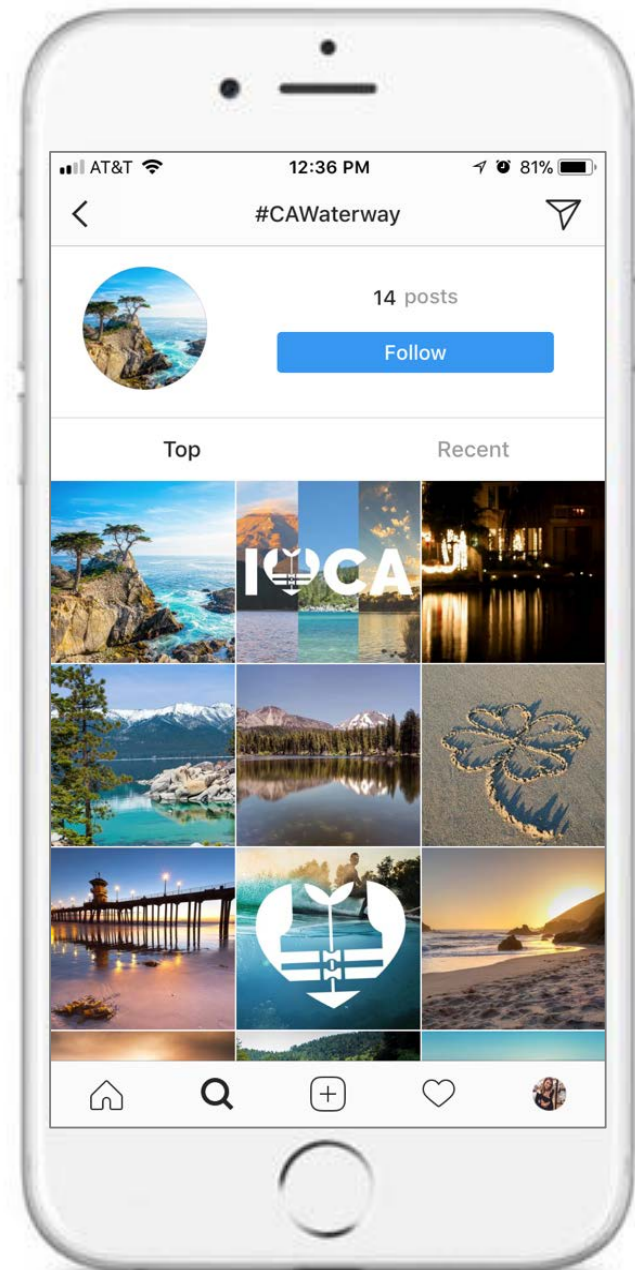 AT&T 12:36 PM 81%
#CAWaterway
14 posts
Follow
Top Recent
I CA